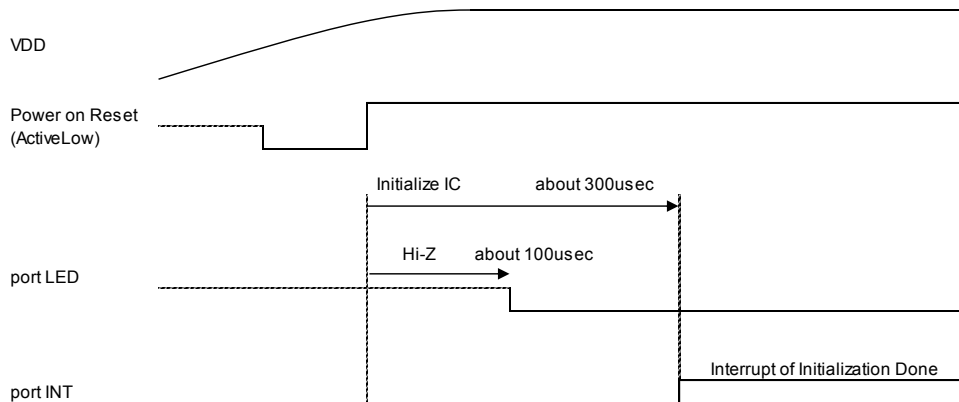 VDD
Power on Reset
(ActiveLow)
Initialize IC about 300usec
Hi-Z about 100usec
port LED
Interrupt of Initialization Done
port INT